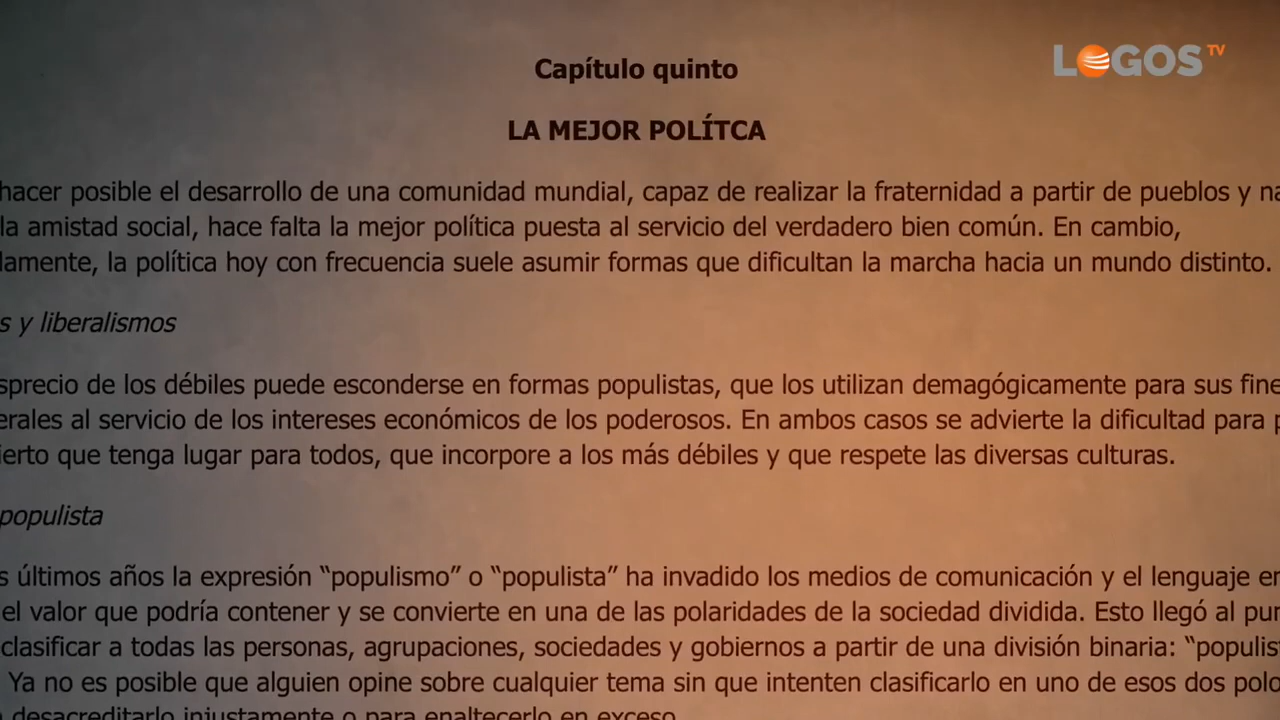 LOGOS TV
Capítulo quinto
LA MEJOR POLÍTCA
hacer posible el desarrollo de una comunidad mundial, capaz de realizar la fraternidad a partir de pueblos y na
la amistad social, hace falta la mejor política puesta al servicio del verdadero bien común. En cambio,
lamente, la política hoy con frecuencia suele asumir formas que dificultan la marcha hacia un mundo distinto.
s y liberalismos
sprecio de los débiles puede esconderse en formas populistas, que los utilizan demagógicamente para sus fine
erales al servicio de los intereses económicos de los poderosos. En ambos casos se advierte la dificultad para p
ierto que tenga lugar para todos, que incorpore a los más débiles y que respete las diversas culturas.
populista
s últimos años la expresión “populismo” o “populista” ha invadido los medios de comunicación y el lenguaje en
el valor que podría contener y se convierte en una de las polaridades de la sociedad dividida. Esto llegó al pun
clasificar a todas las personas, agrupaciones, sociedades y gobiernos a partir de una división binaria: “populist
Ya no es posible que alguien opine sobre cualquier tema sin que intenten clasificarlo en uno de esos dos polo
desacreditarlo injustamente o para enaltecerlo en exceso.